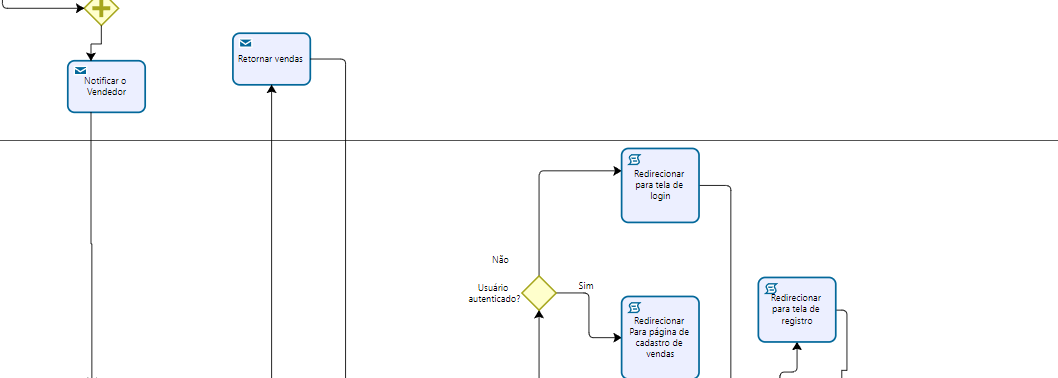 Notificar o
Vendedor
Retornar vendas
Redirecionar
para tela de
login
Não
Usuário
autenticado?
Sim
Redirecionar
Para página de
cadastro de
vendas
Redirecionar
para tela de
registro